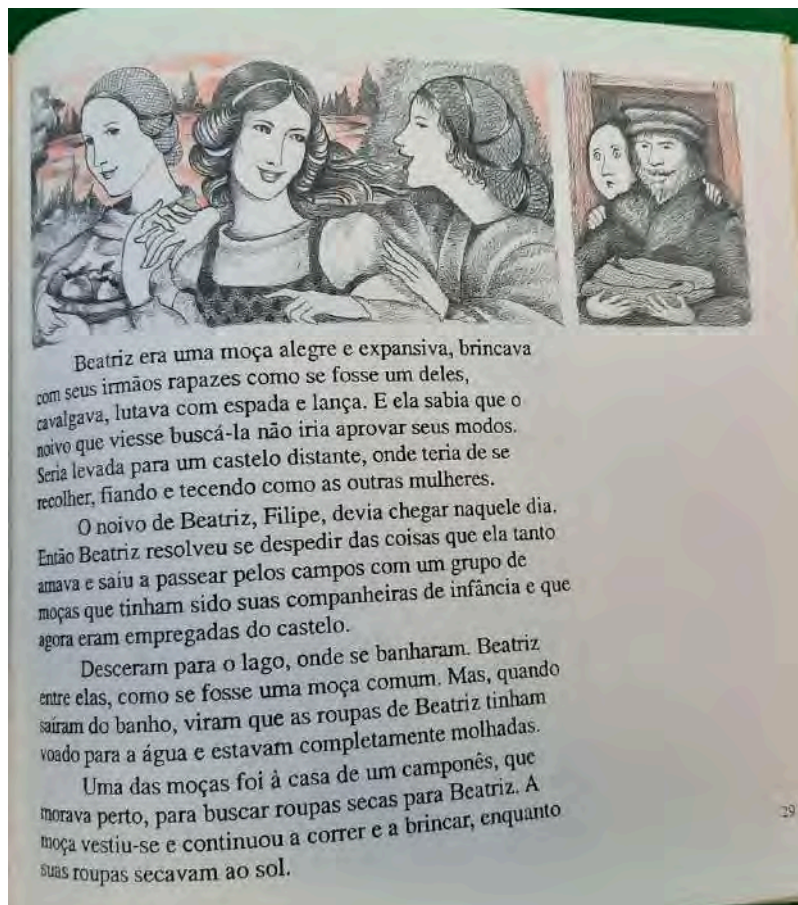 Beatriz era uma moça alegre e expansiva, brincava
com seus irmãos rapazes como se fosse um deles,
cavalgava, lutava com espada e lança. E ela sabia que o
noivo que viesse buscá-la não iria aprovar seus modos.
Seria levada para um castelo distante, onde teria de se
recolher, fiando e tecendo como as outras mulheres.
O noivo de Beatriz, Filipe, devia chegar naquele dia.
Então Beatriz resolveu se despedir das coisas que ela tanto
amava e saiu a passear pelos campos com um grupo de
moças que tinham sido suas companheiras de infância e que
agora eram empregadas do castelo.
Desceram para o lago, onde se banharam. Beatriz
entre elas, como se fosse uma moça comum. Mas, quando
saíram do banho, viram que as roupas de Beatriz tinham
voado para a água e estavam completamente molhadas.
Uma das moças foi à casa de um camponês, que
morava perto, para buscar roupas secas para Beatriz. A
moça vestiu-se e continuou a correr e a brincar, enquanto
suas roupas secavam ao sol.
29